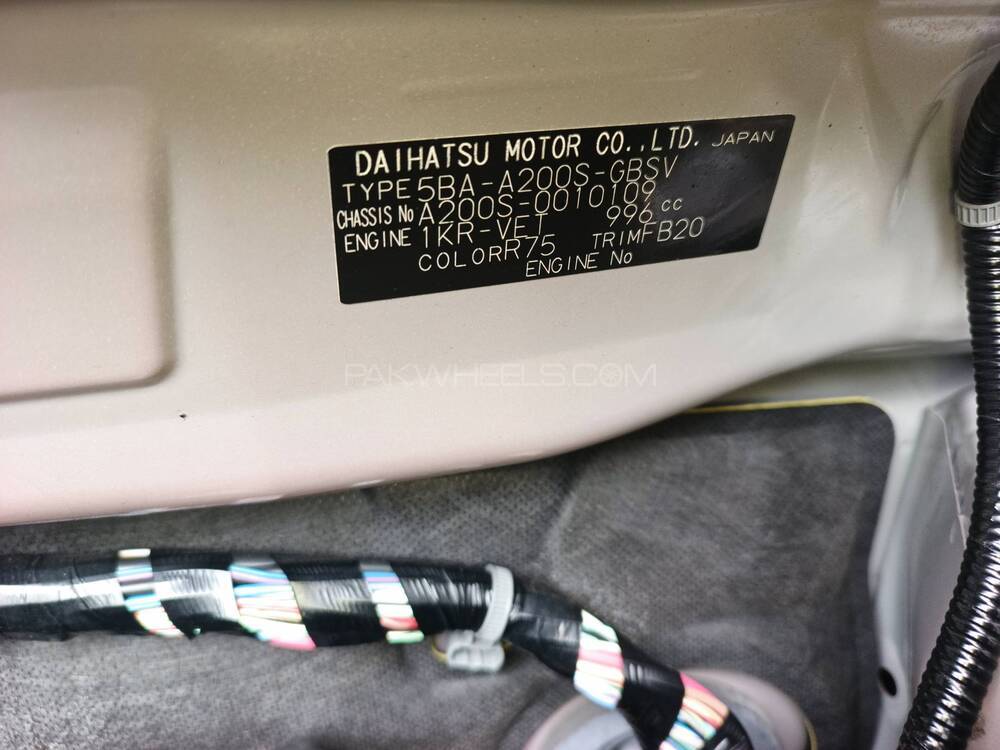 DAIHATSU MOTOR CO.,LTD. JAPAN
TYPE 5BA-A200S-GBSV
CHASSIS No A200S-0010109
ENGINE 1KR-VET 996 cc
COLOR R75 TRIM FB20
ENGINE No
PAKWHEELS.COM